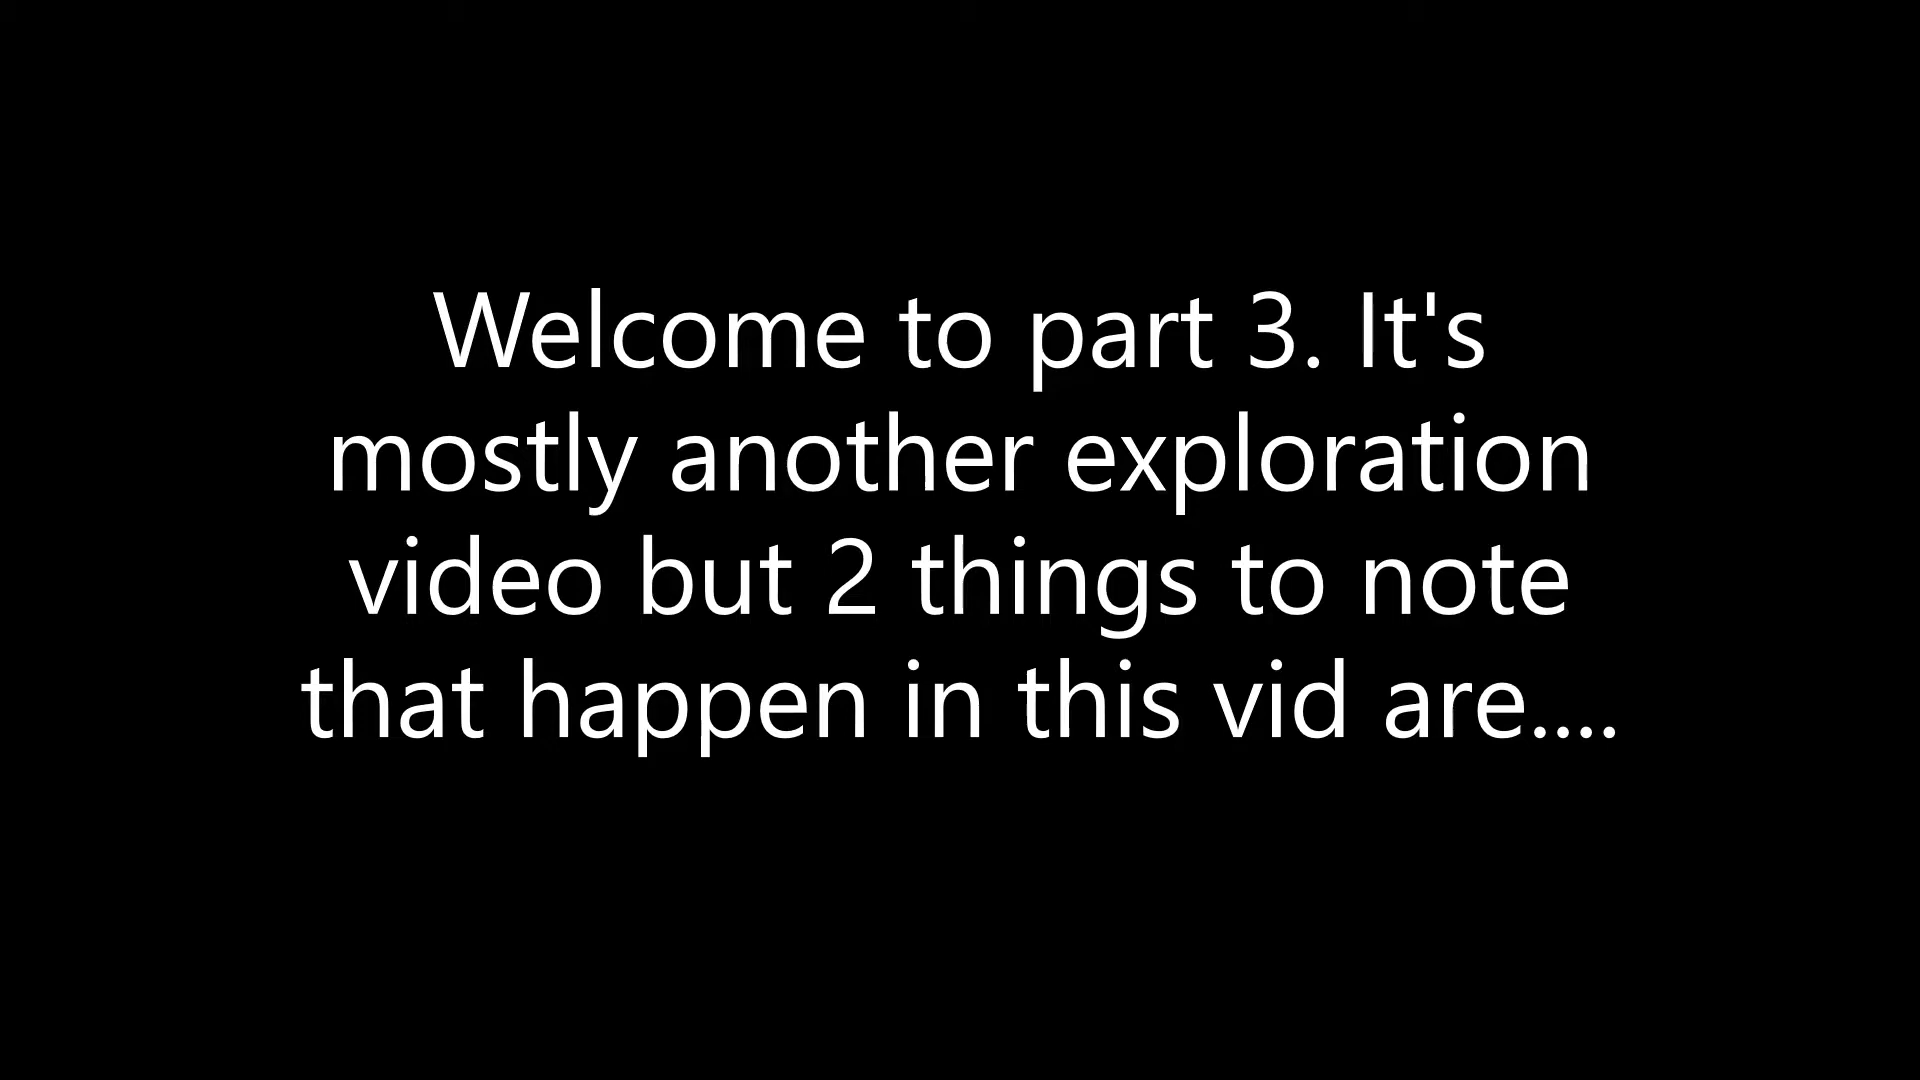 Welcome to part 3. It's
mostly another exploration
video but 2 things to note
that happen in this vid are....